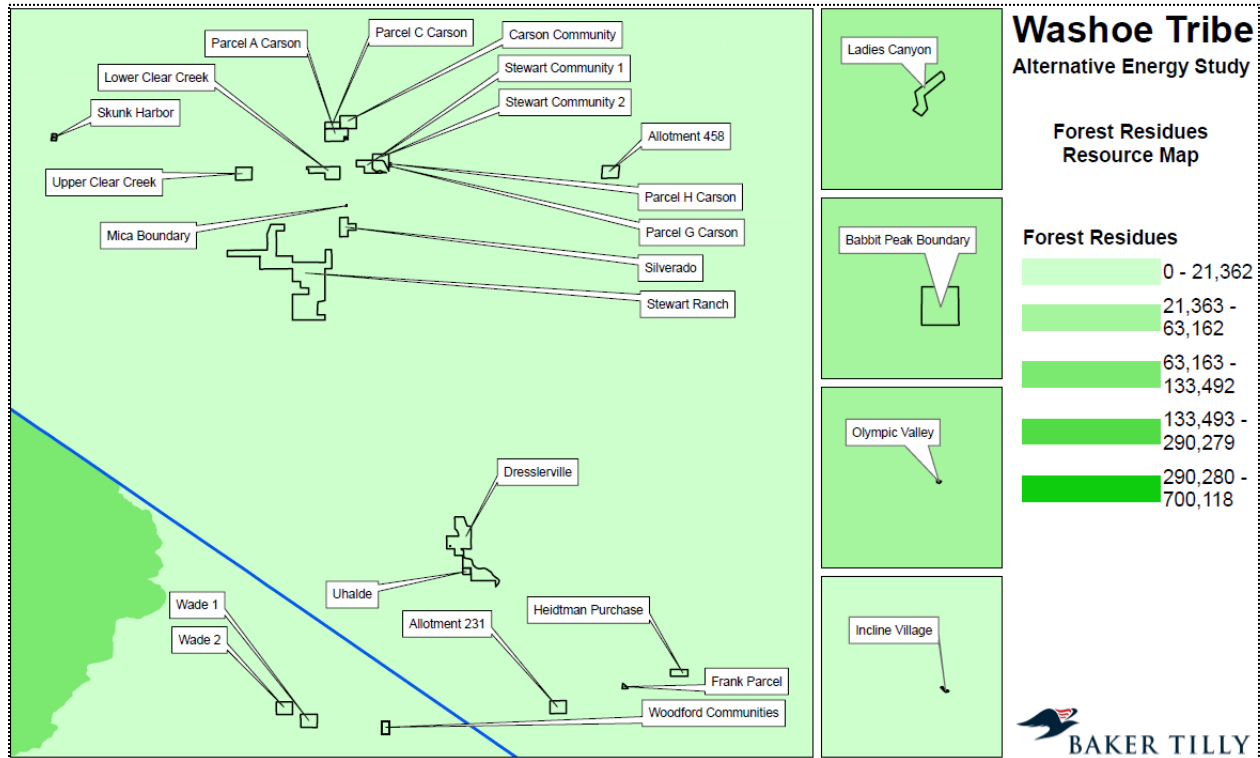 Parcel A Carson
Parcel C Carson
Carson Community
Lower Clear Creek
Stewart Community 1
Skunk Harbor
Stewart Community 2
Allotment 458
Upper Clear Creek
Parcel H Carson
Mica Boundary
Parcel G Carson
Silverado
Stewart Ranch
Dresslerville
Uhalde
Wade 1
Heidtman Purchase
Allotment 231
Wade 2
Frank Parcel
Woodford Communities
Ladies Canyon
Babbit Peak Boundary
Olympic Valley
Incline Village
Washoe Tribe
Alternative Energy Study
Forest Residues
Resource Map
Forest Residues
0 - 21,362
21,363 -
63,162
63,163 -
133,492
133,493 -
290,279
290,280 -
700,118
BAKER TILLY